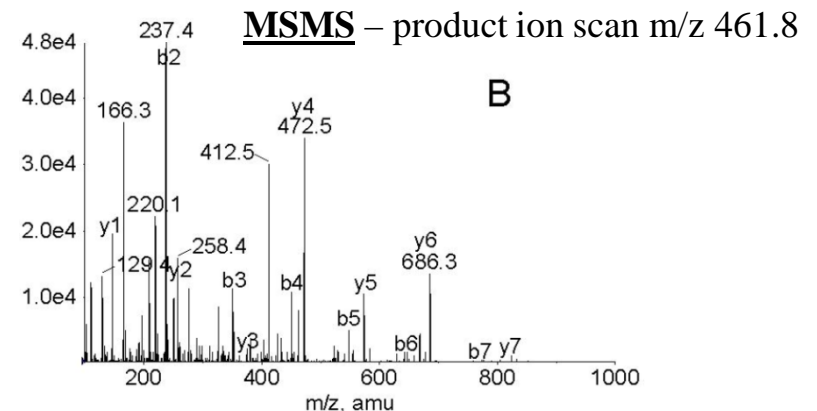 MSMS – product ion scan m/z 461.8
237.4
4.8e4
b2
B
4.0e4
166.3
y4
472.5
412.5
3.0e4
220.1
y1
2.0e4
258.4
y6
686.3
129.4
y2
b3
b4
y5
1.0e4
b5
y3
b6
b7
y7
200
400
600
800
1000
m/z, amu